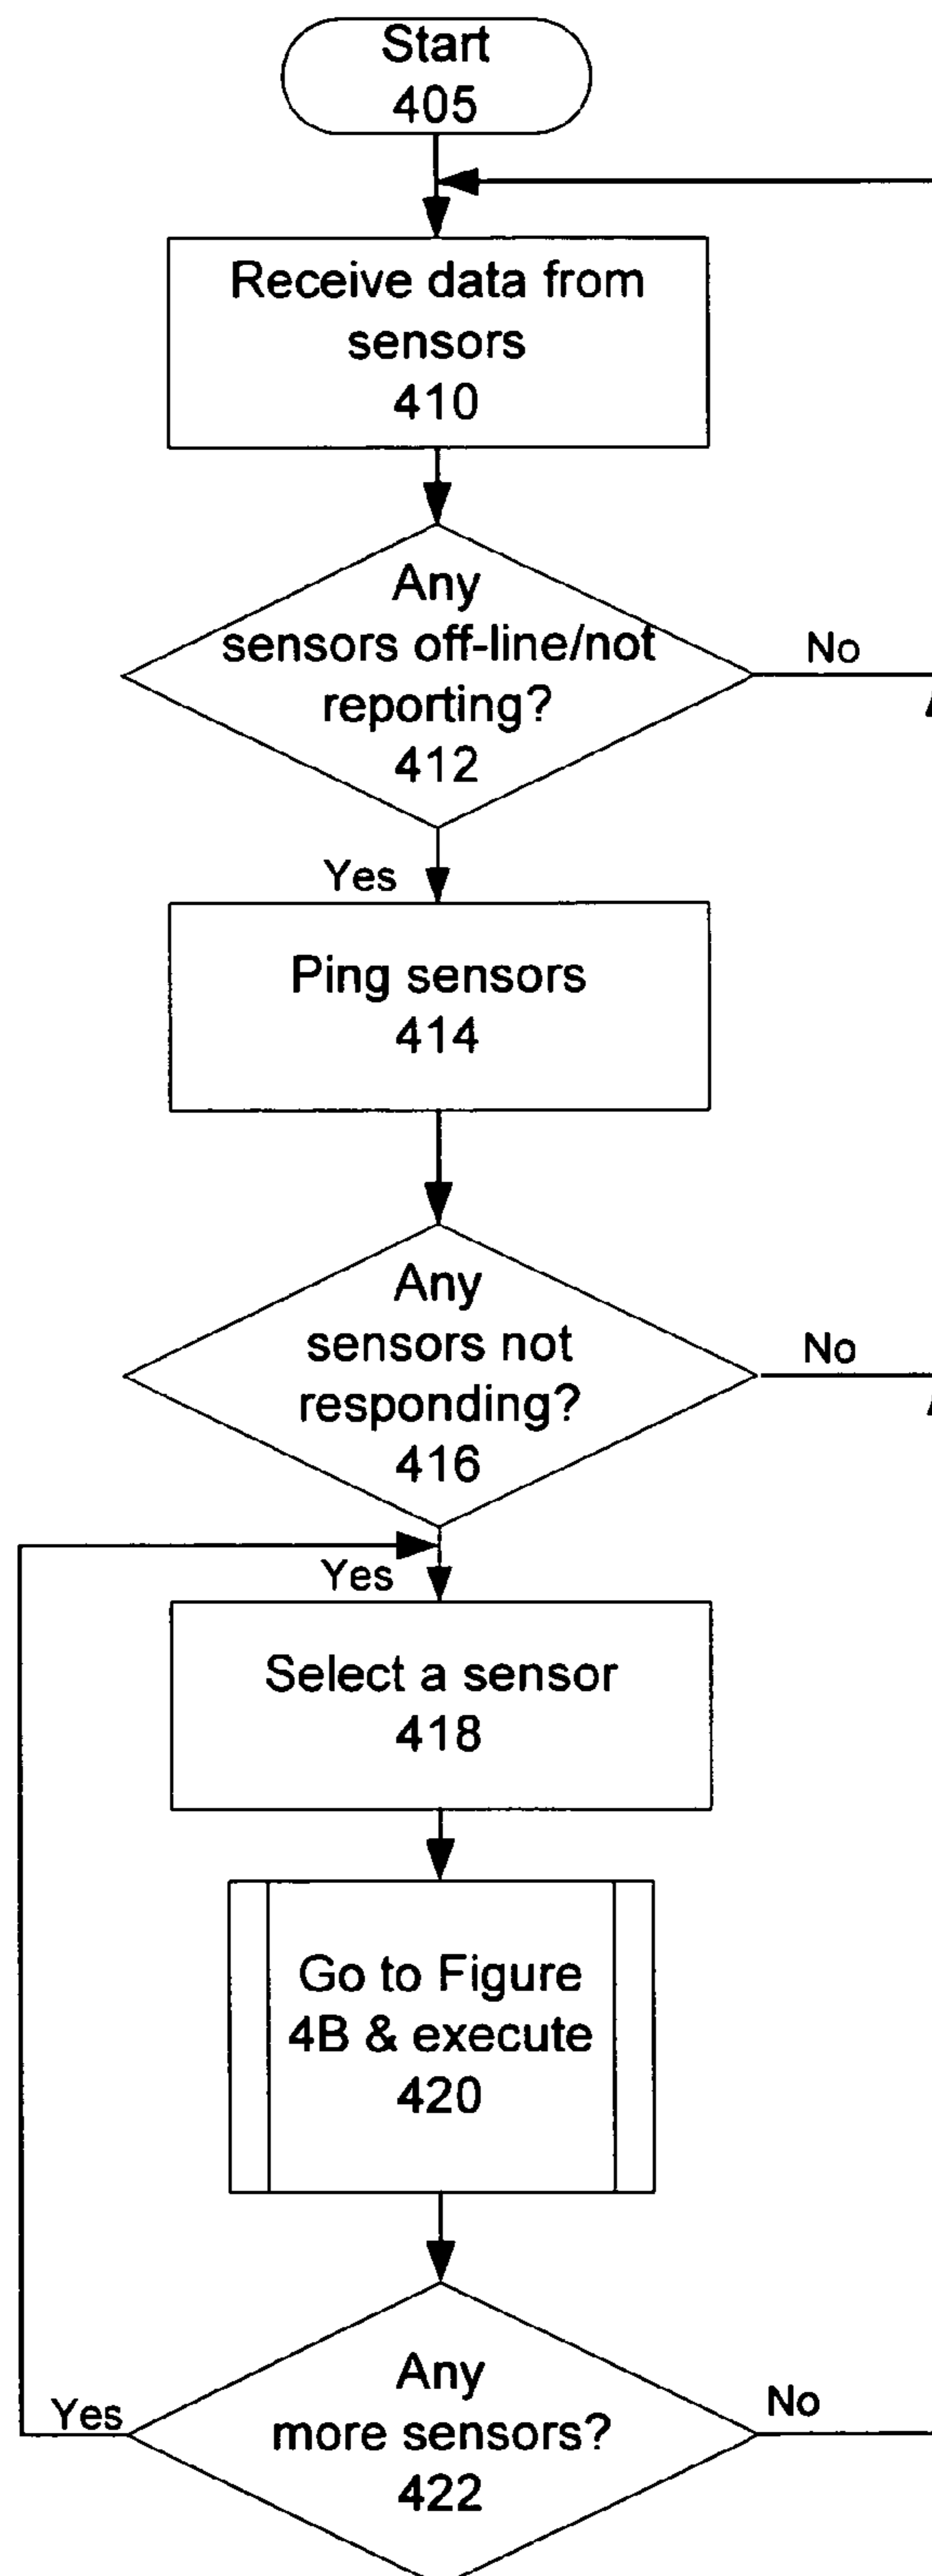 Start
405
Receive data from
sensors
410
Any
sensors off-line/not
reporting?
412
No
Yes
Ping sensors
414
Any
sensors not
responding?
416
No
Yes
Select a sensor
418
Go to Figure
4B & execute
420
Any
more sensors?
422
Yes
No